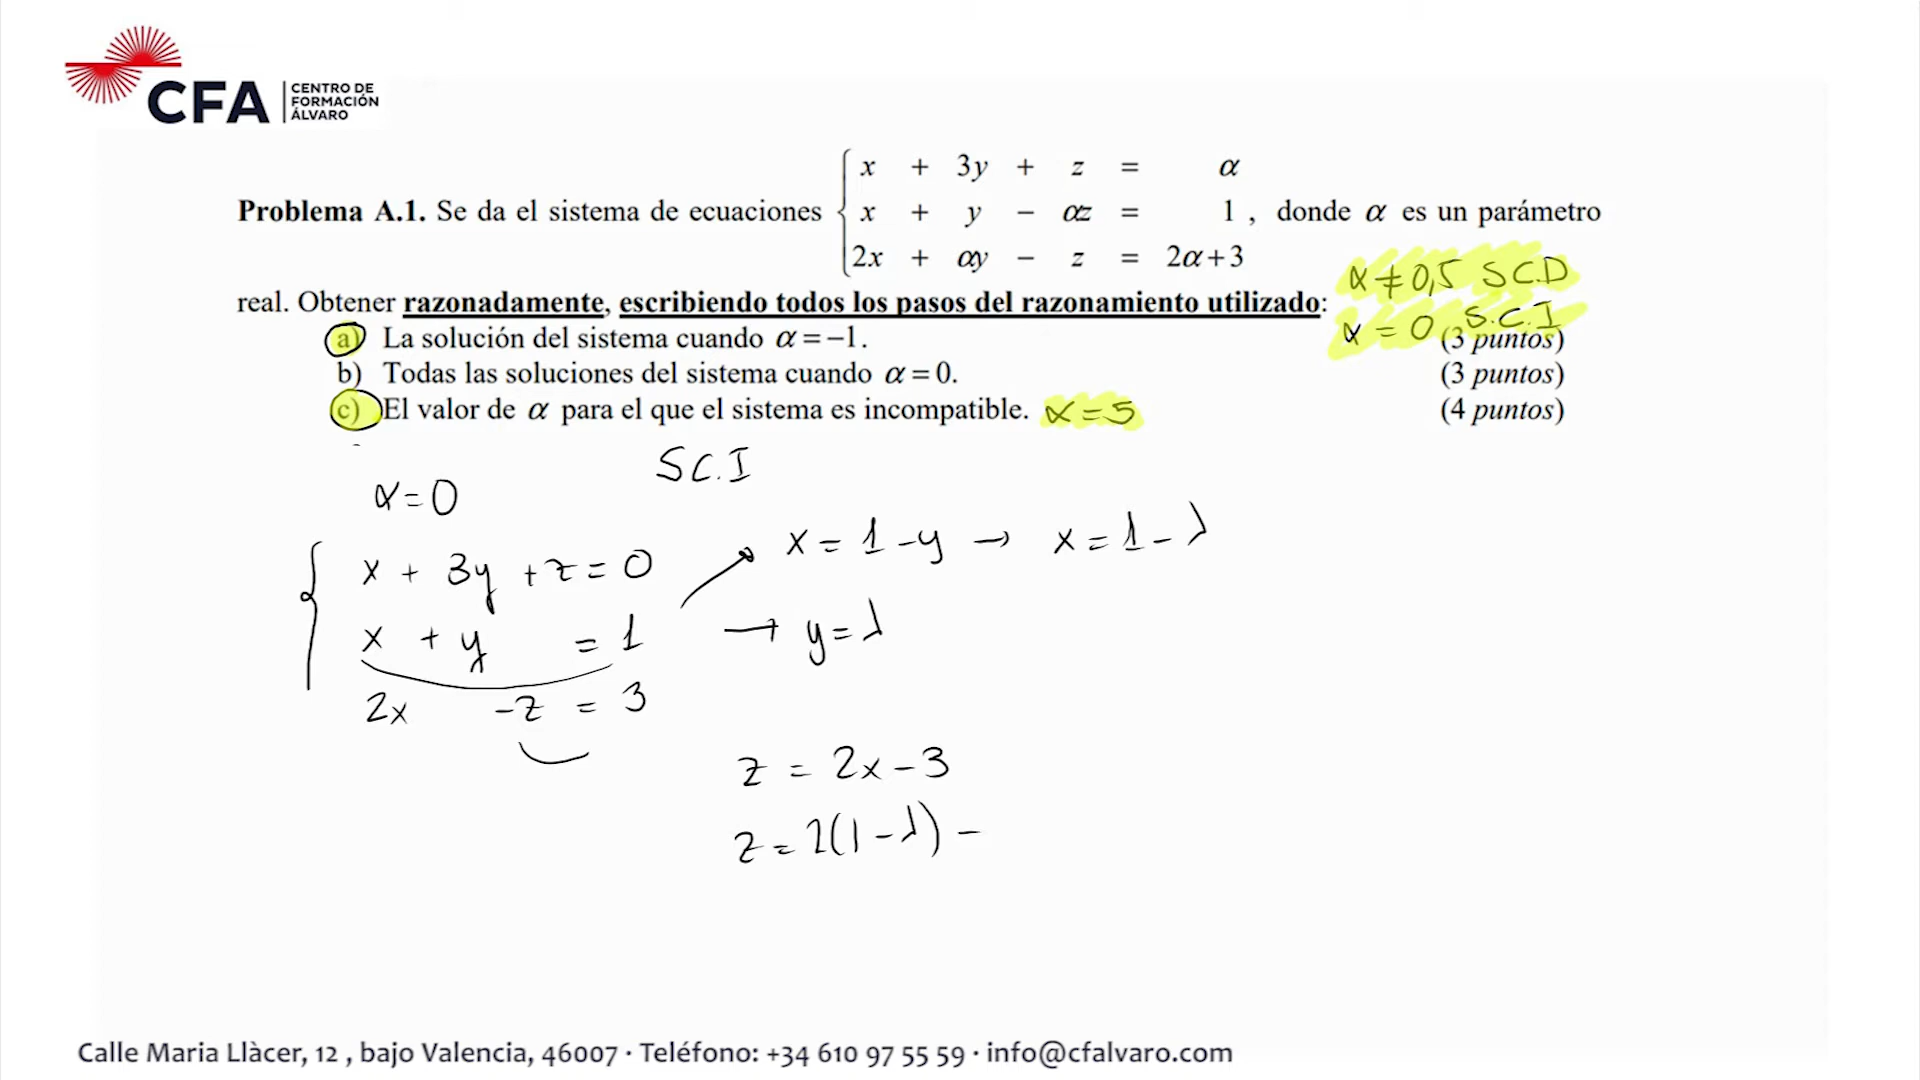 CFA
CENTRO DE
FORMACIÓN
ÁLVARO
x + 3y + z = α
Problema A.1. Se da el sistema de ecuaciones x + y − αz = 1 , donde α es un parámetro
2x + αy − z = 2α+3
real. Obtener razonadamente, escribiendo todos los pasos del razonamiento utilizado:
α ≠ 0,5 S.C.D
α = 0 S.C.I
a) La solución del sistema cuando α = −1. (3 puntos)
b) Todas las soluciones del sistema cuando α = 0. (3 puntos)
c) El valor de α para el que el sistema es incompatible. α = 5 (4 puntos)
S.C.I
α = 0
x + 3y + z = 0
x = 1 − y → x = 1 − λ
x + y = 1
→ y = λ
2x − z = 3
z = 2x − 3
z = 2(1 − λ) −
Calle Maria Llàcer, 12 , bajo Valencia, 46007 · Teléfono: +34 610 97 55 59 · info@cfalvaro.com